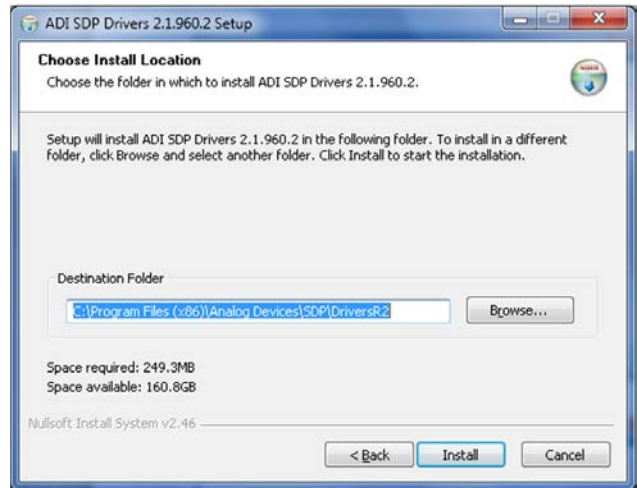 ADI SDP Drivers 2.1.960.2 Setup
Choose Install Location
Choose the folder in which to install ADI SDP Drivers 2.1.960.2.
Setup will install ADI SDP Drivers 2.1.960.2 in the following folder. To install in a different
folder, click Browse and select another folder. Click Install to start the installation.
Destination Folder
C:\Program Files (x86)\Analog Devices\SDP\DriversR2
Browse...
Space required: 249.3MB
Space available: 160.8GB
Nullsoft Install System v2.46
< Back
Install
Cancel